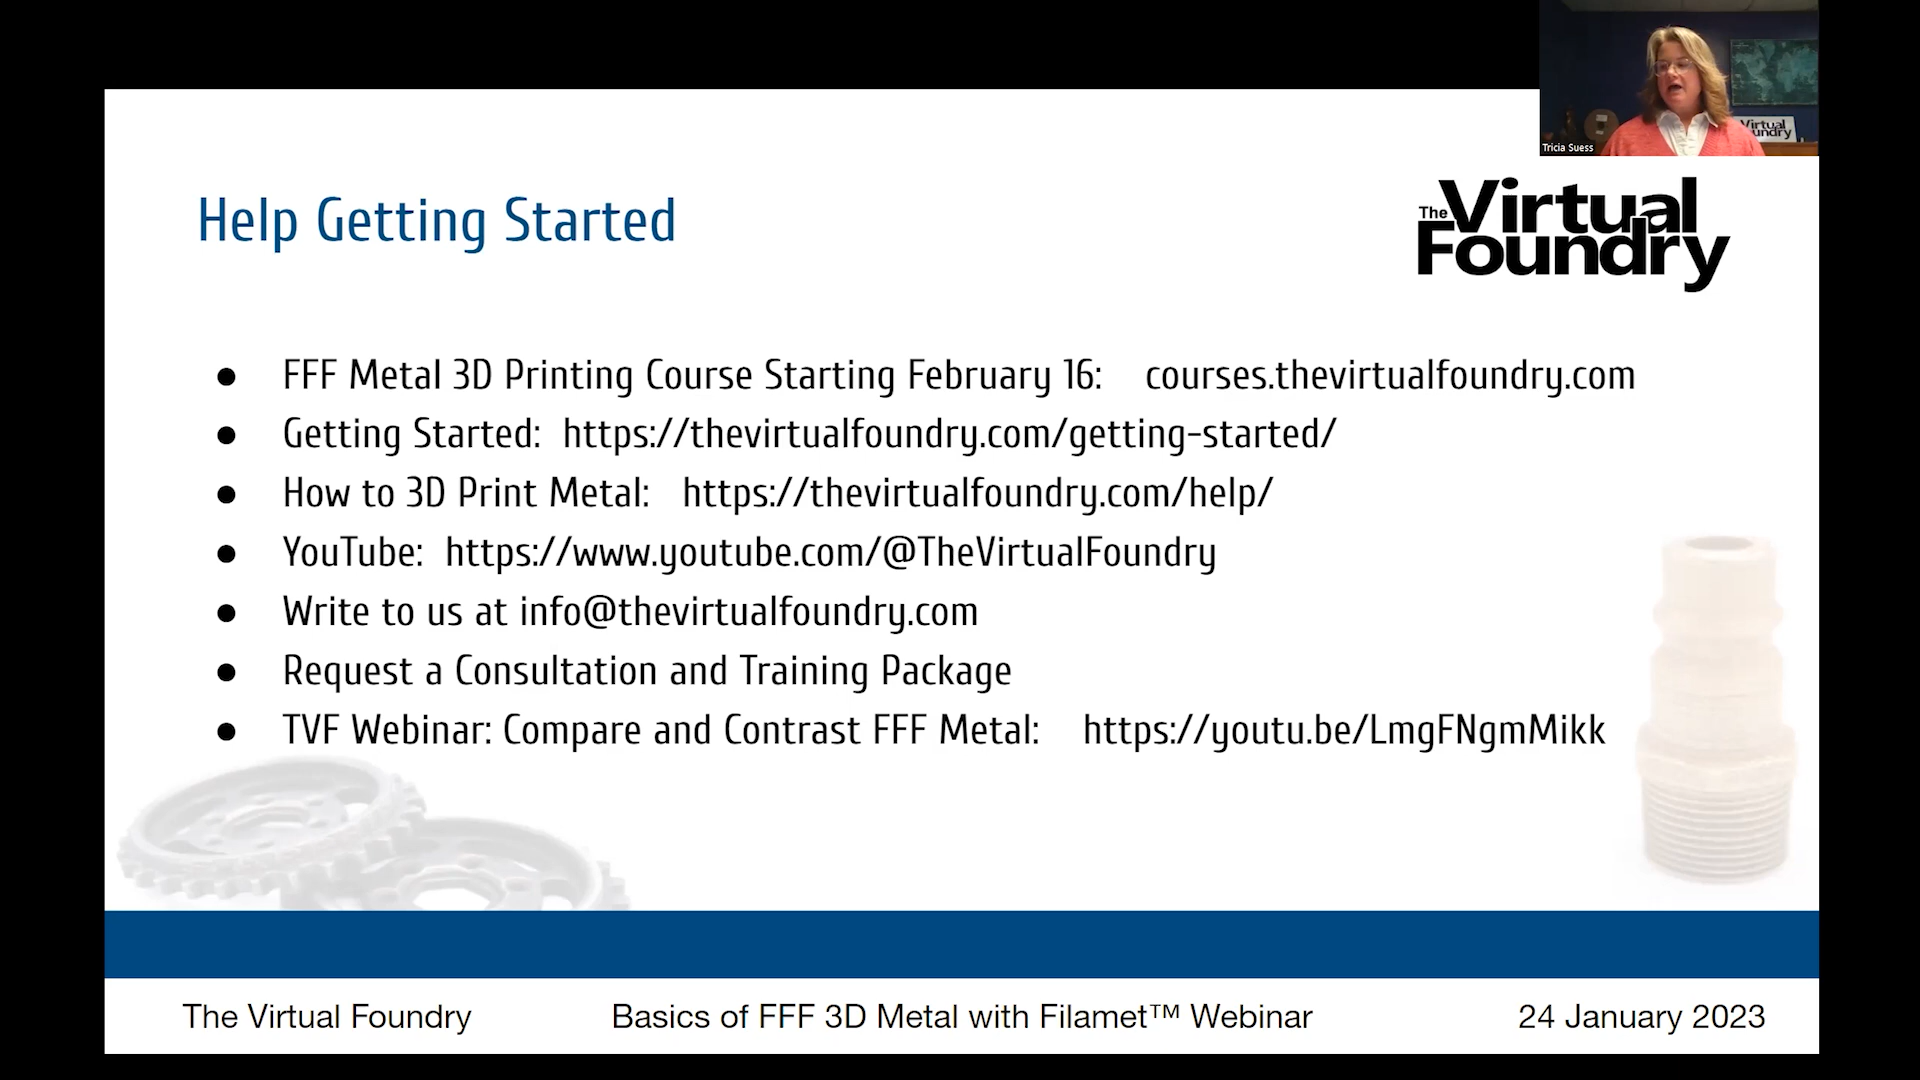 Tricia Suess
Virtual
undry
The Virtual
Foundry
Help Getting Started
● FFF Metal 3D Printing Course Starting February 16: courses.thevirtualfoundry.com
● Getting Started: https://thevirtualfoundry.com/getting-started/
● How to 3D Print Metal: https://thevirtualfoundry.com/help/
● YouTube: https://www.youtube.com/@TheVirtualFoundry
● Write to us at info@thevirtualfoundry.com
● Request a Consultation and Training Package
● TVF Webinar: Compare and Contrast FFF Metal: https://youtu.be/LmgFNgmMikk
The Virtual Foundry Basics of FFF 3D Metal with Filamet™ Webinar 24 January 2023